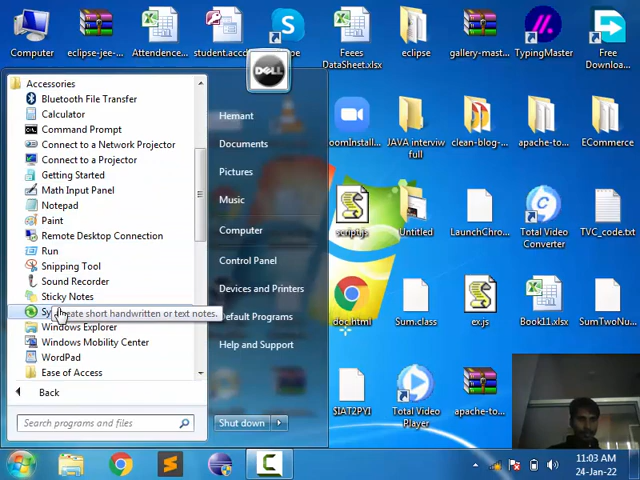 Computer
eclipse-jee-...
Attendence...
student.accd
Feees
DataSheet.xlsx
eclipse
gallery-mast...
TypingMaster
Free
Downloa...
DELL
Accessories
Bluetooth File Transfer
Calculator
Command Prompt
Connect to a Network Projector
Connect to a Projector
Getting Started
Math Input Panel
Notepad
Paint
Remote Desktop Connection
Run
Snipping Tool
Sound Recorder
Sticky Notes
create short handwritten or text notes.
Windows Explorer
Windows Mobility Center
WordPad
Ease of Access
Back
Search programs and files
Hemant
Documents
Pictures
Music
Computer
Control Panel
Devices and Printers
Default Programs
Help and Support
Shut down
JAVA interviw
full
clean-blog-...
apache-to...
ECommerce
script.js
Untitled
LaunchChro...
Total Video
Converter
TVC_code.txt
doc.html
Sum.class
ex.js
Book11.xlsx
SumTwoNu...
SIAT2PYI
Total Video
Player
apache-to...
11:03 AM
24-Jan-22